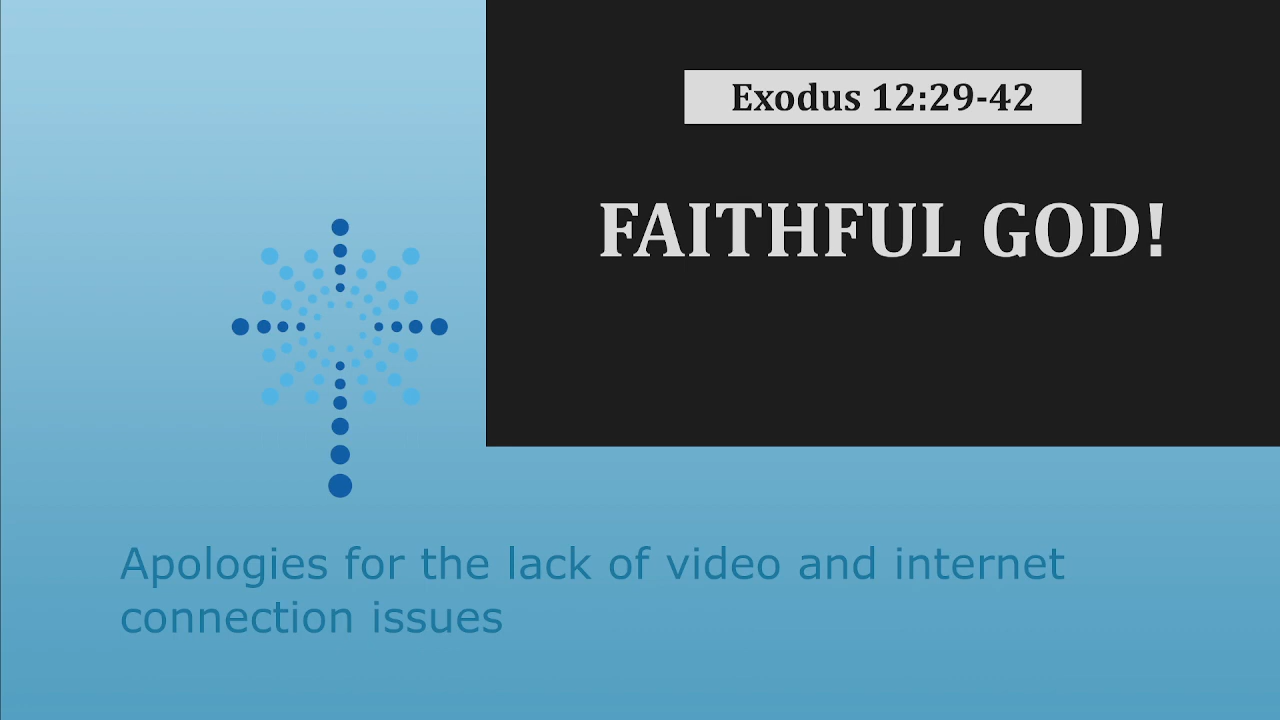 Exodus 12:29-42
FAITHFUL GOD!
Apologies for the lack of video and internet
connection issues